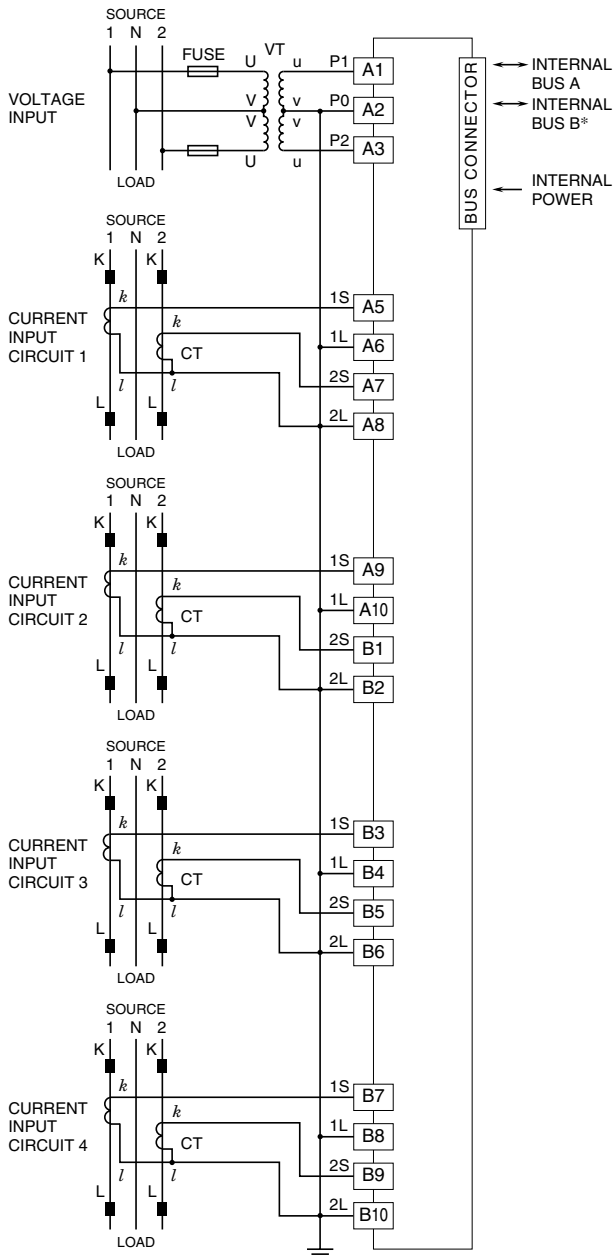 SOURCE
1 N 2
FUSE
VT
U
u
P1
A1
VOLTAGE
INPUT
V
v
P0
A2
V
v
U
u
P2
A3
LOAD
BUS CONNECTOR
INTERNAL
BUS A
INTERNAL
BUS B*
INTERNAL
POWER
SOURCE
1 N 2
K K
k
1S
A5
CURRENT
INPUT
CIRCUIT 1
k
CT
1L
A6
l l
2S
A7
L L
2L
A8
LOAD
SOURCE
1 N 2
K K
k
1S
A9
CURRENT
INPUT
CIRCUIT 2
k
CT
1L
A10
l l
2S
B1
L L
2L
B2
LOAD
SOURCE
1 N 2
K K
k
1S
B3
CURRENT
INPUT
CIRCUIT 3
k
CT
1L
B4
l l
2S
B5
L L
2L
B6
LOAD
SOURCE
1 N 2
K K
k
1S
B7
CURRENT
INPUT
CIRCUIT 4
k
CT
1L
B8
l l
2S
B9
L L
2L
B10
LOAD